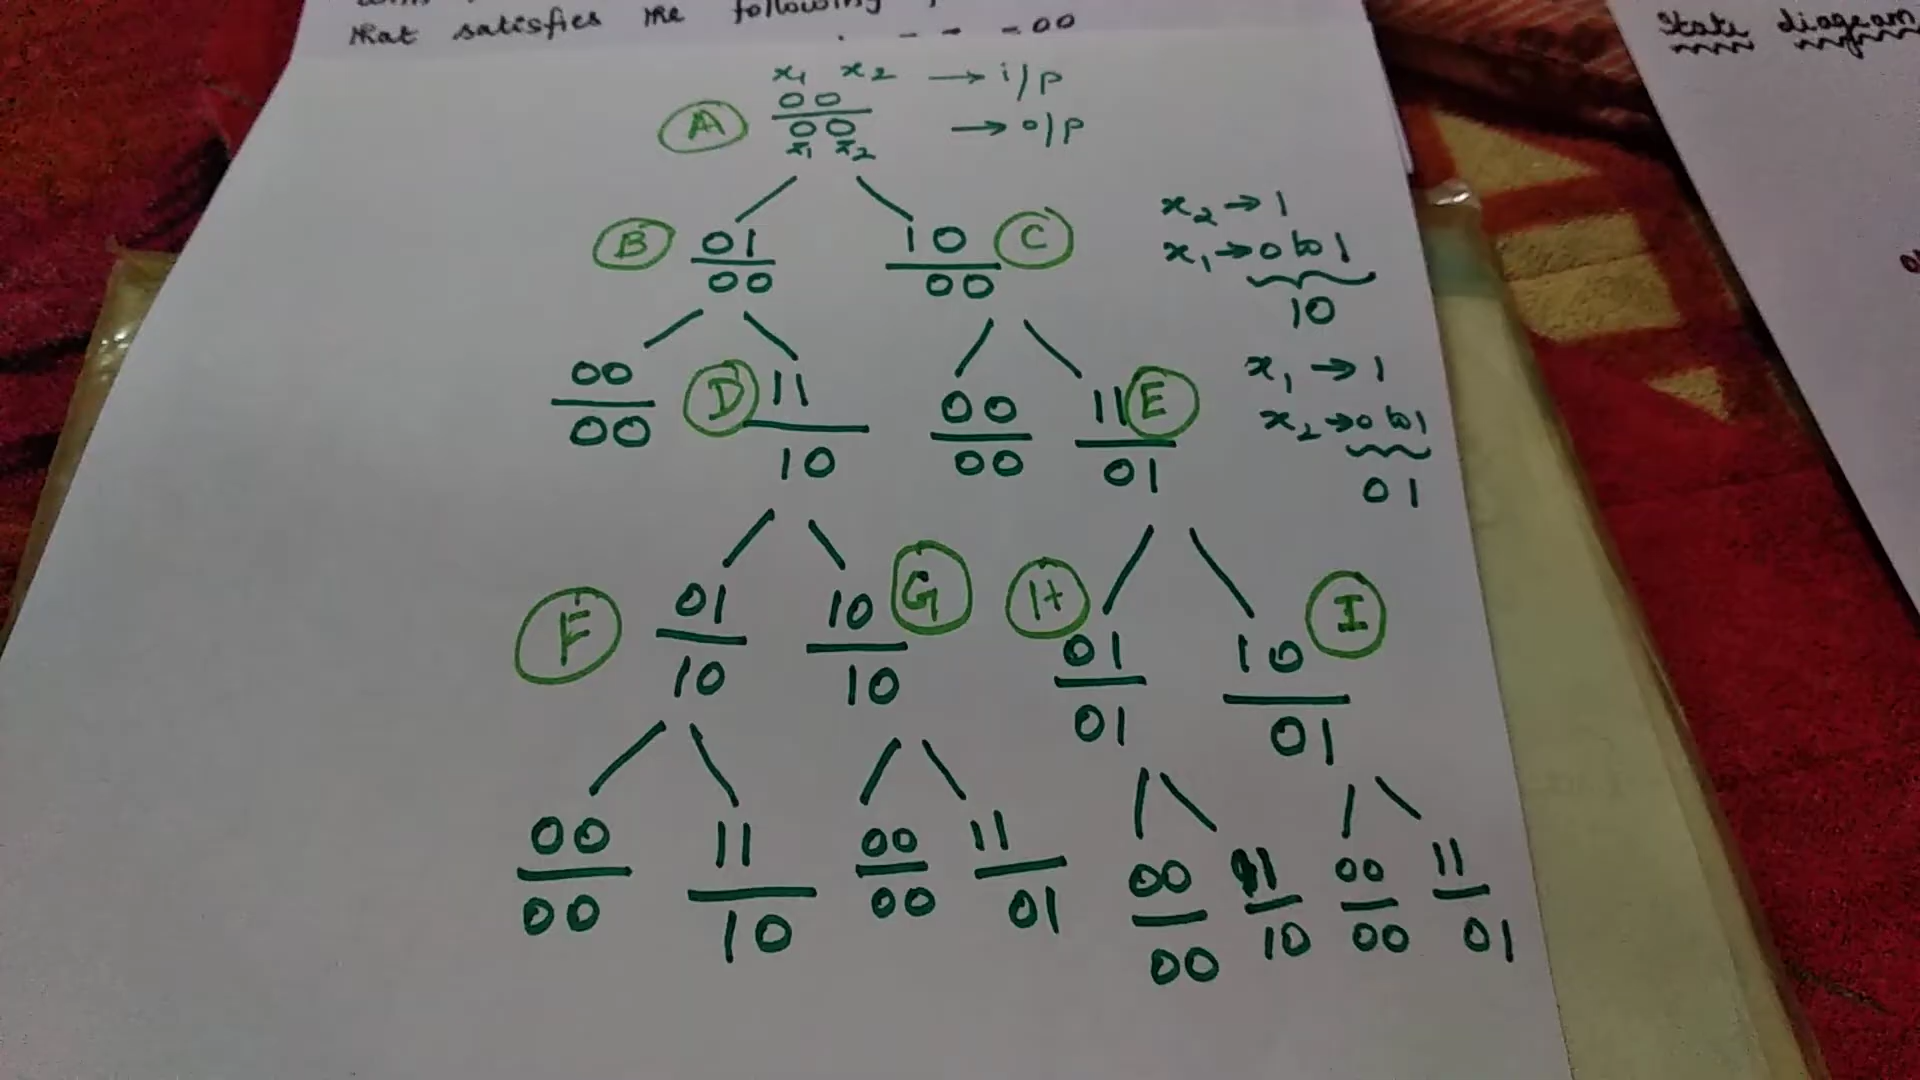 that satisfies the following
. - - - 00
State diagram
x1 x2 → i/p
00
A
00 → o/p
x1 x2
B 01
00
10 C
00
x2 → 1
x1 → 0 to 1
10
00
00
D 11
10
00
00
11 E
01
x1 → 1
x2 → 0 to 1
01
F 01
10
10 G
10
H
01
01
I
10
01
00
00
11
10
00
00
11
01
00
00
11
10
00
00
11
01